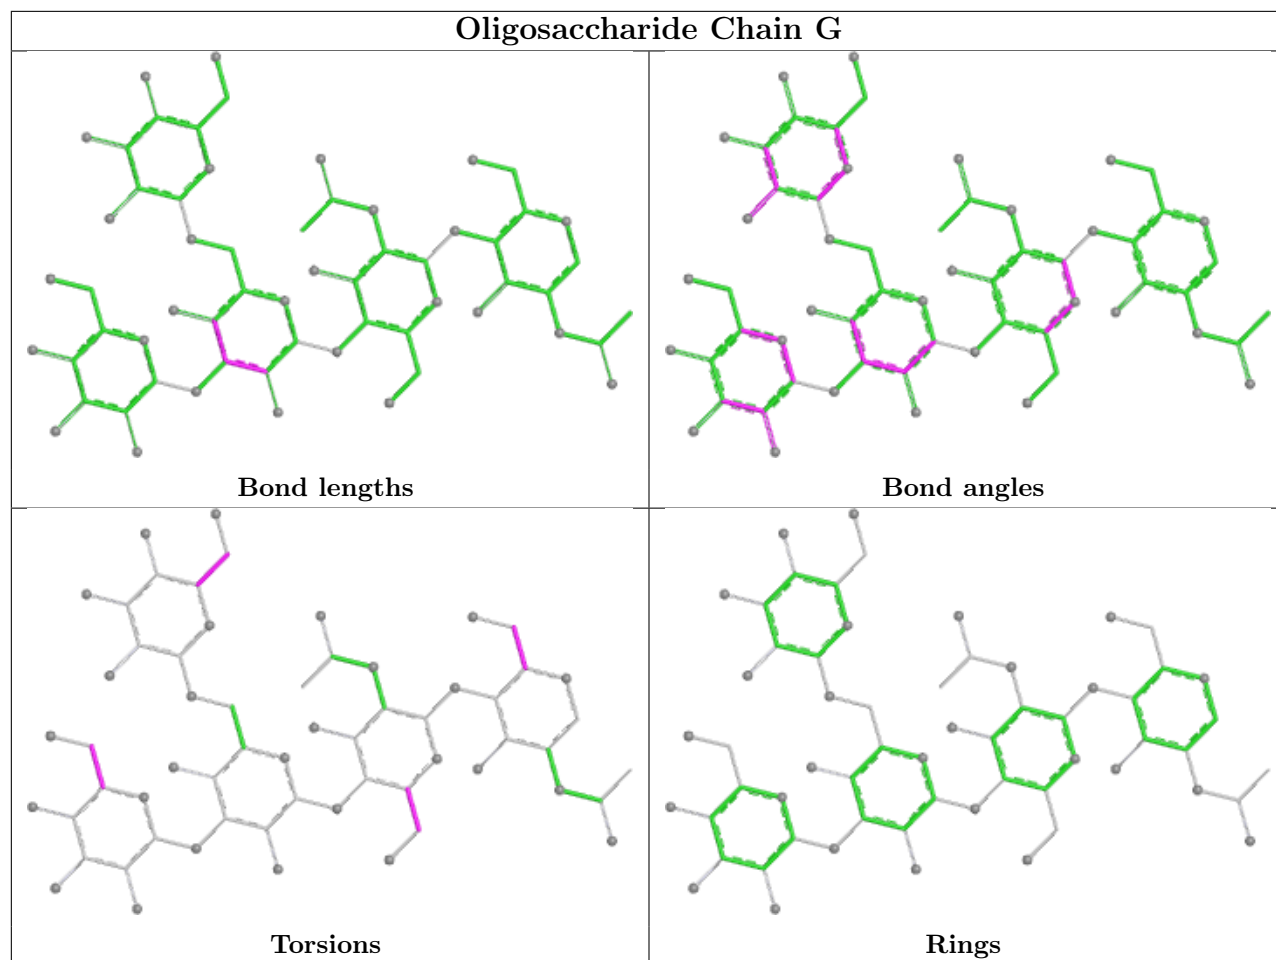 Oligosaccharide Chain G
Bond lengths
Bond angles
Torsions
Rings